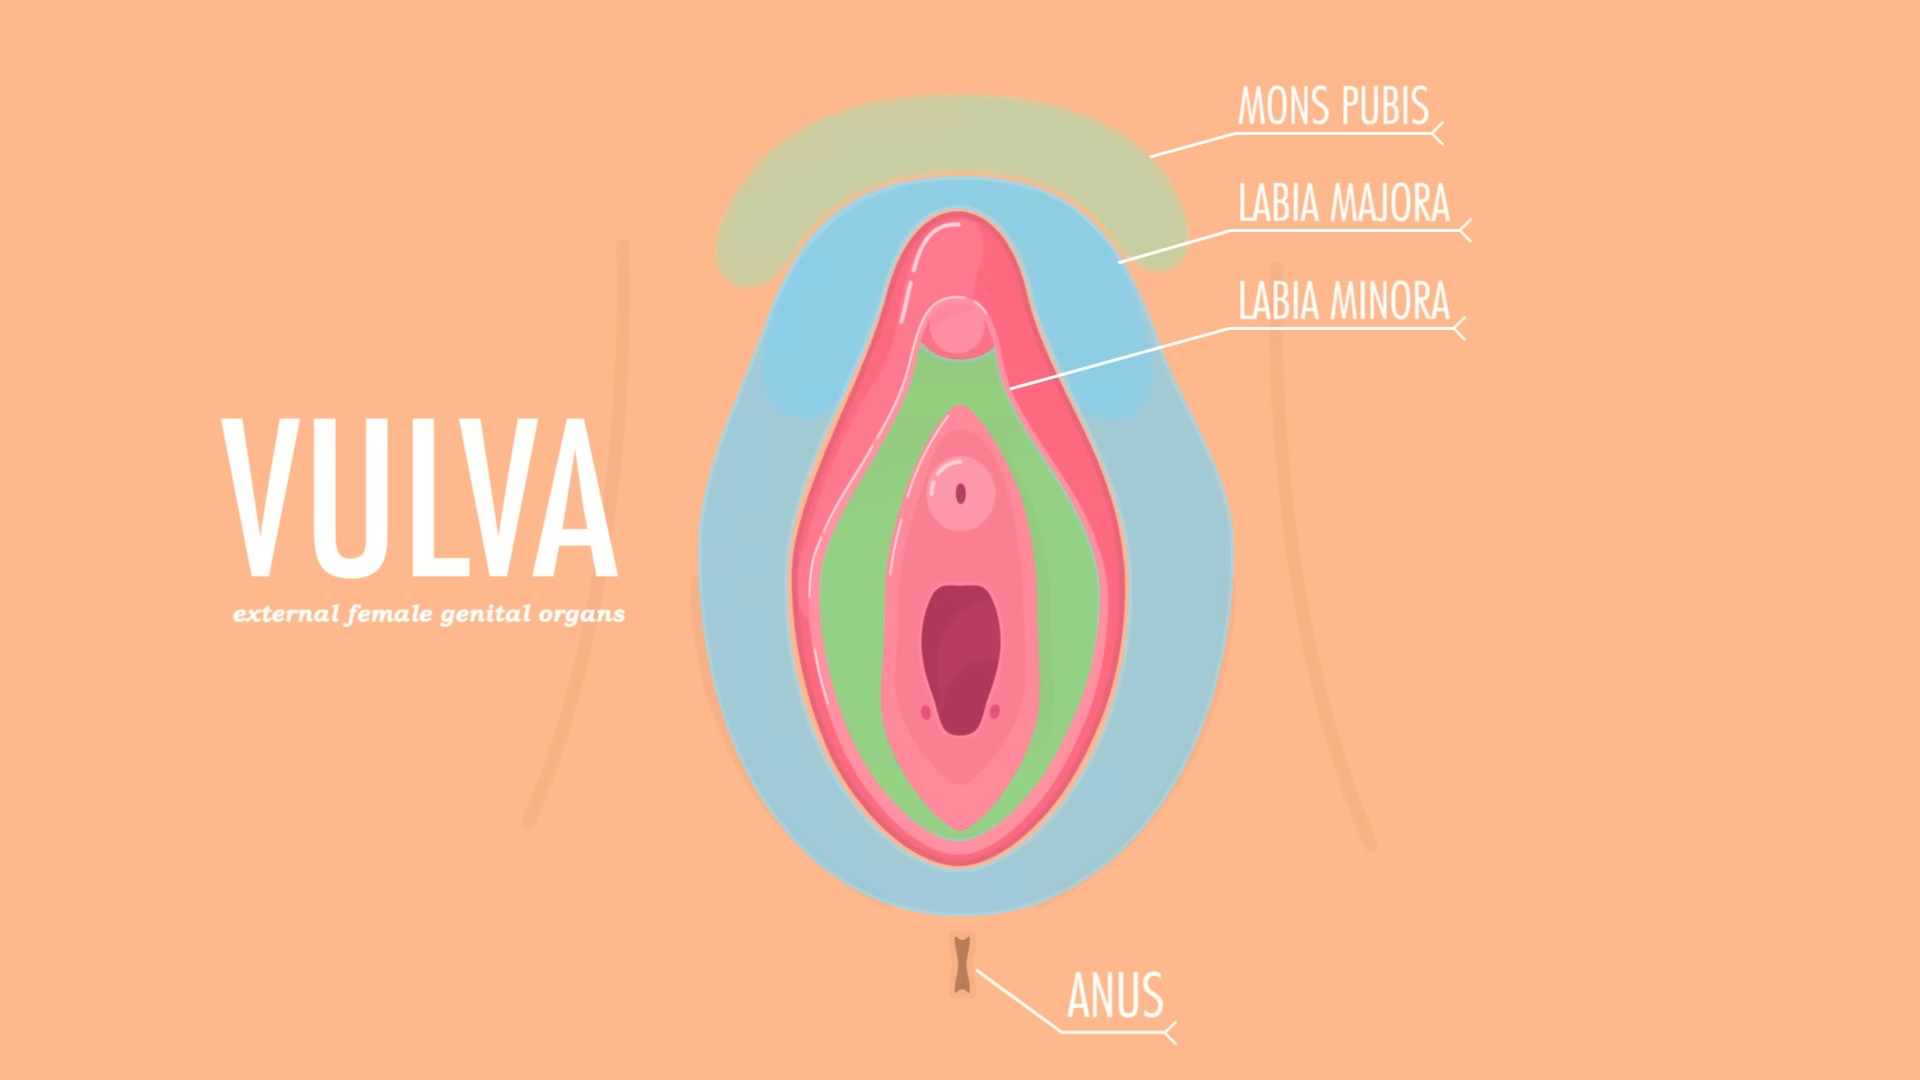 MONS PUBIS
LABIA MAJORA
LABIA MINORA
VULVA
external female genital organs
ANUS